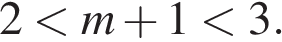 2 < m + 1 < 3.